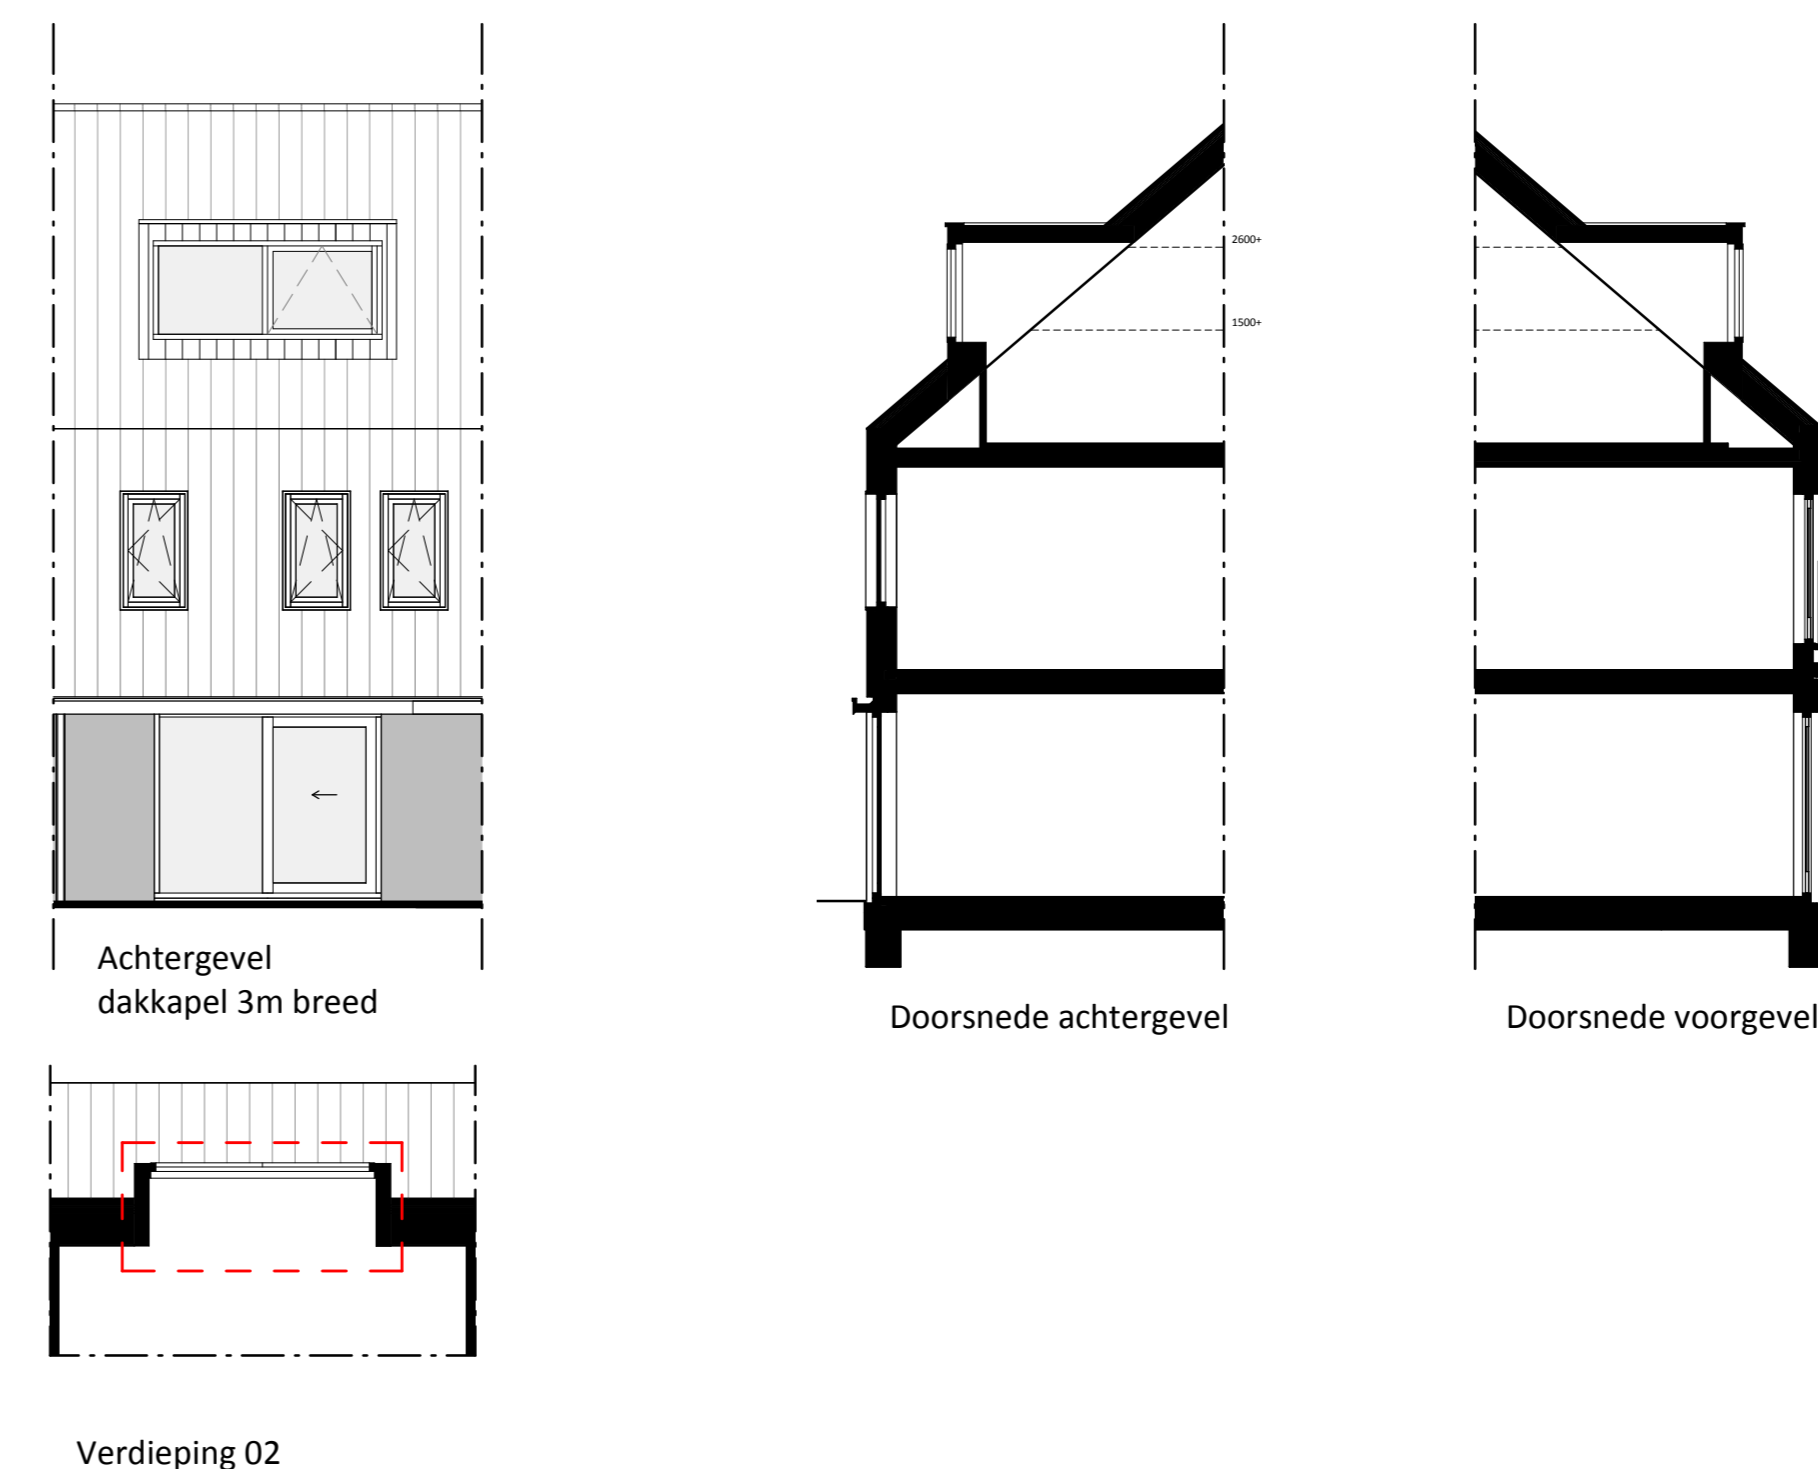 2600+
1500+
Achtergevel
dakkapel 3m breed
Doorsnede achtergevel
Doorsnede voorgevel
Verdieping 02